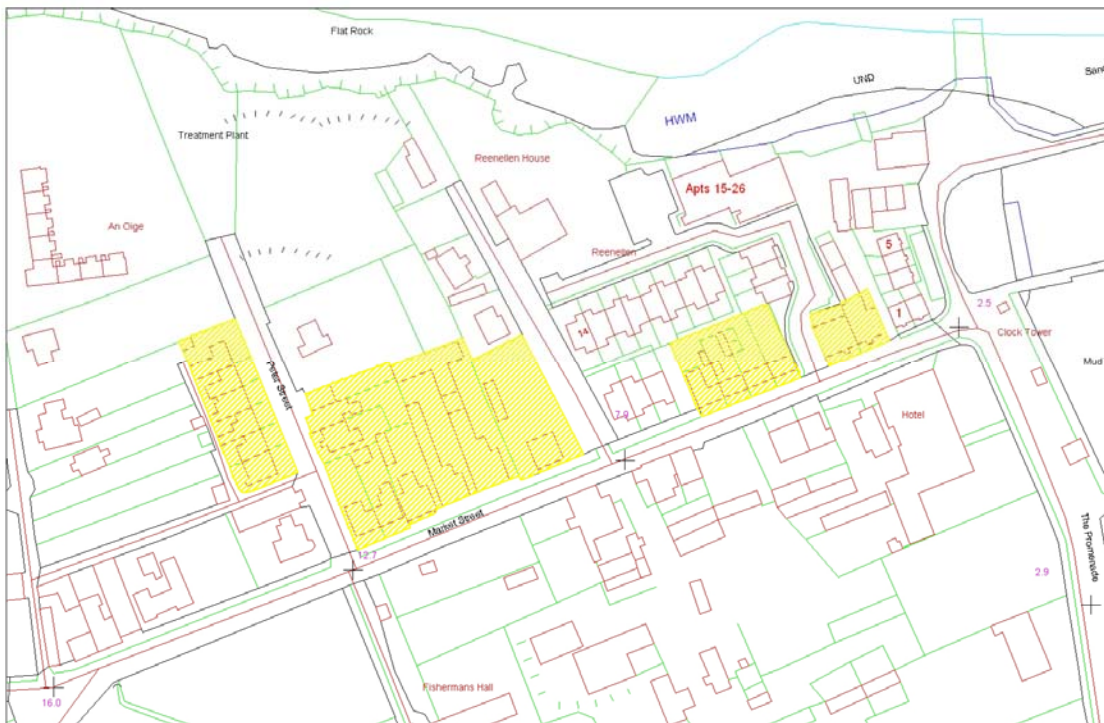 Flat Rock
UND
Sand
HWM
Treatment Plant
Reenellen House
Apts 15-26
An Oige
Reenellen
5
2.5
1
14
Clock Tower
Mud
Peter Street
7.9
Hotel
Market Street
12.7
The Promenade
2.9
Fishermans Hall
16.0